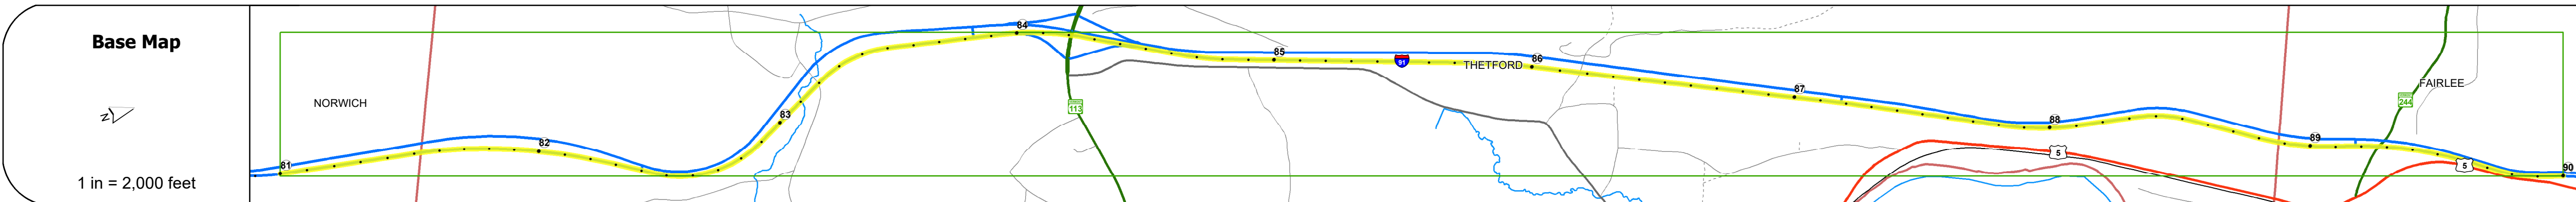 Base Map
N
1 in = 2,000 feet
NORWICH
81
82
83
84
113
85
91
THETFORD
86
87
88
5
89
244
FAIRLEE
5
90